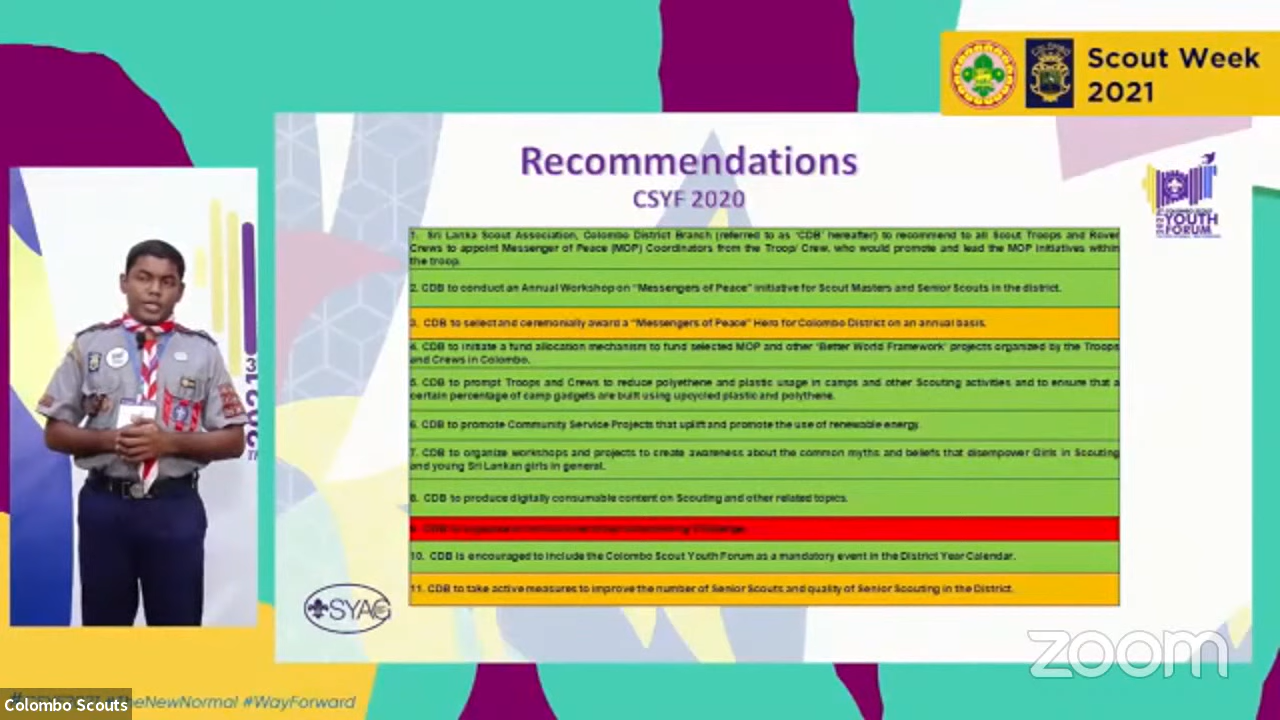 Scout Week
2021
Recommendations
CSYF 2020
YOUTH
FORUM
1. Sri Lanka Scout Association, Colombo District Branch (referred to as 'CDB' hereafter) to recommend to all Scout Troops and Rover
Crews to appoint Messenger of Peace (MOP) Coordinators from the Troop/ Crew, who would promote and lead the MOP initiatives within
the troop.
2. CDB to conduct an Annual Workshop on "Messengers of Peace" initiative for Scout Masters and Senior Scouts in the district.
3. CDB to select and ceremonially award a "Messengers of Peace" Hero for Colombo District on an annual basis.
4. CDB to initiate a fund allocation mechanism to fund selected MOP and other 'Better World Framework' projects organized by the Troops
and Crews in Colombo.
5. CDB to prompt Troops and Crews to reduce polyethene and plastic usage in camps and other Scouting activities and to ensure that a
certain percentage of camp gadgets are built using upcycled plastic and polythene.
6. CDB to promote Community Service Projects that uplift and promote the use of renewable energy.
7. CDB to organize workshops and projects to create awareness about the common myths and beliefs that disempower Girls in Scouting
and young Sri Lankan girls in general.
8. CDB to produce digitally consumable content on Scouting and other related topics.
9. CDB to
10. CDB is encouraged to include the Colombo Scout Youth Forum as a mandatory event in the District Year Calendar.
11. CDB to take active measures to improve the number of Senior Scouts and quality of Senior Scouting in the District.
SYAG
zoom
#TheNewNormal #WayForward
Colombo Scouts